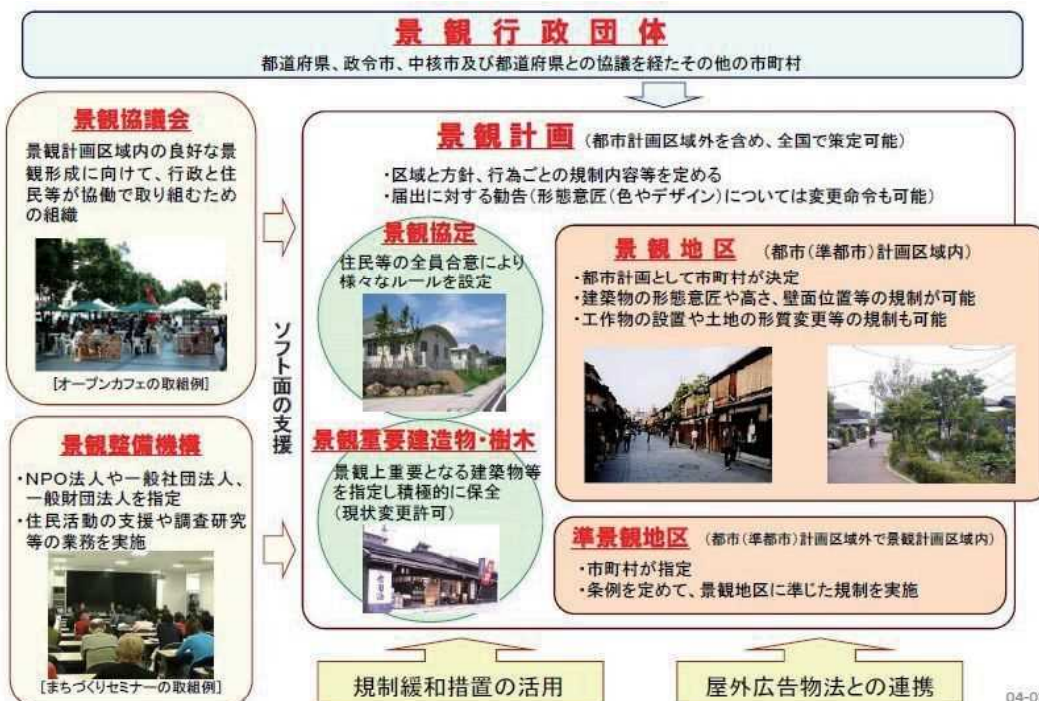 景観行政団体
都道府県、政令市、中核市及び都道府県との協議を経たその他の市町村
景観協議会
景観計画区域内の良好な景
観形成に向けて、行政と住
民等が協働で取り組むため
の組織
[オープンカフェの取組例]
景観整備機構
・NPO法人や一般社団法人、
一般財団法人を指定
・住民活動の支援や調査研究
等の業務を実施
[まちづくりセミナーの取組例]
ソフト面の支援
景観計画 (都市計画区域外を含め、全国で策定可能)
・区域と方針、行為ごとの規制内容等を定める
・届出に対する勧告(形態意匠(色やデザイン)については変更命令も可能)
景観協定
住民等の全員合意により
様々なルールを設定
景観重要建造物・樹木
景観上重要となる建築物等
を指定し積極的に保全
(現状変更許可)
景観地区 (都市(準都市)計画区域内)
・都市計画として市町村が決定
・建築物の形態意匠や高さ、壁面位置等の規制が可能
・工作物の設置や土地の形質変更等の規制も可能
準景観地区 (都市(準都市)計画区域外で景観計画区域内)
・市町村が指定
・条例を定めて、景観地区に準じた規制を実施
規制緩和措置の活用
屋外広告物法との連携